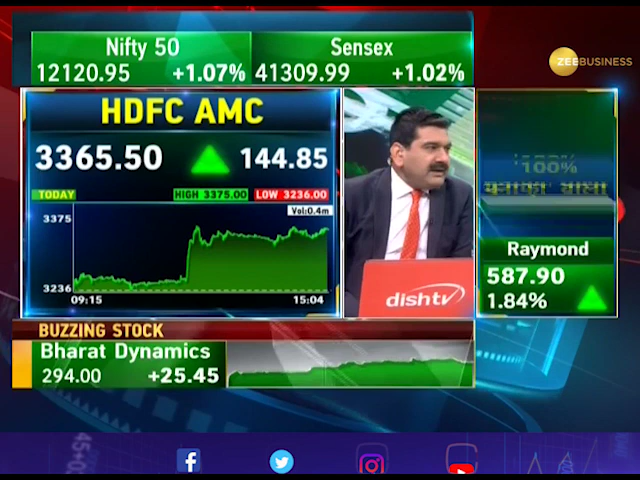 Nifty 50
12120.95 +1.07%
Sensex
41309.99 +1.02%
ZEEBUSINESS
HDFC AMC
3365.50 144.85
TODAY HIGH 3375.00 LOW 3236.00
Vol:0.4m
3375
3236
09:15 15:04
dishtv
100%
Raymond
587.90
1.84%
BUZZING STOCK
Bharat Dynamics
294.00 +25.45